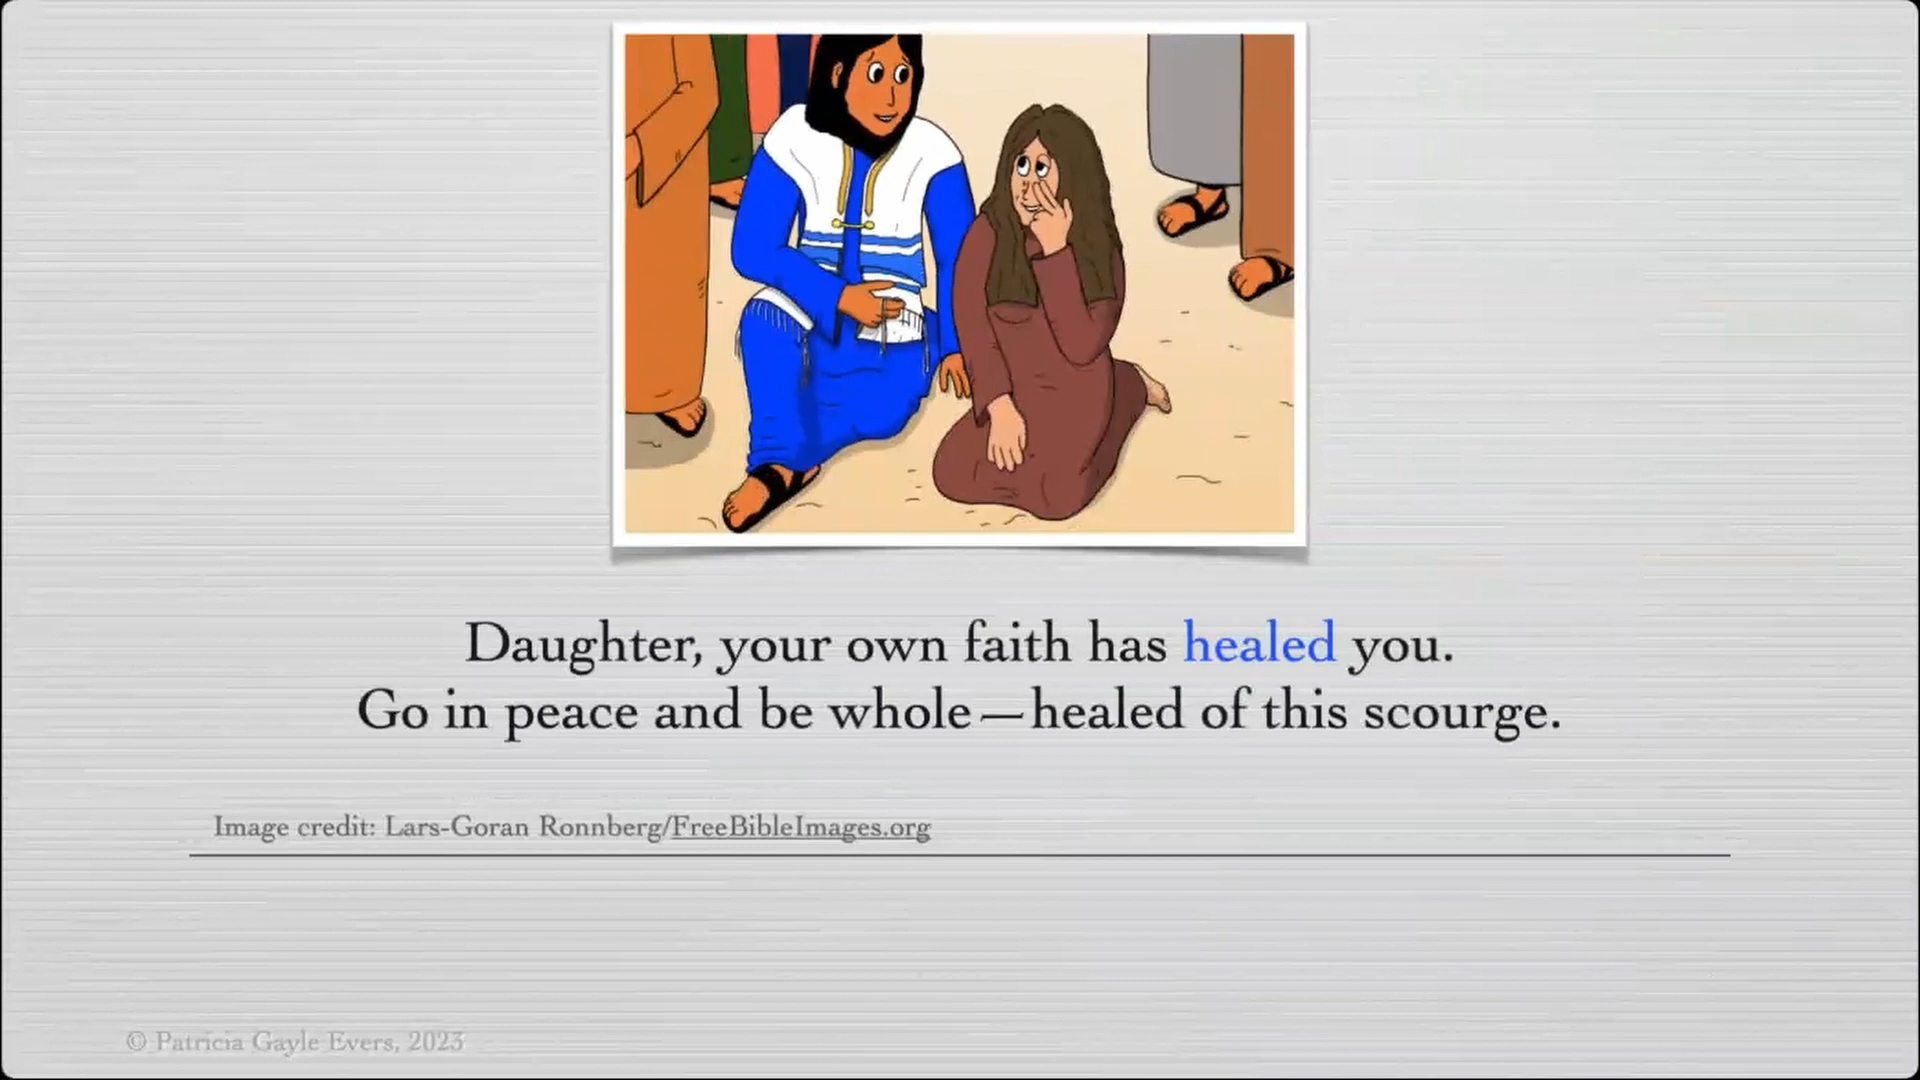 Daughter, your own faith has healed you.
Go in peace and be whole—healed of this scourge.
Image credit: Lars-Goran Ronnberg/FreeBibleImages.org
© Patricia Gayle Evers, 2023